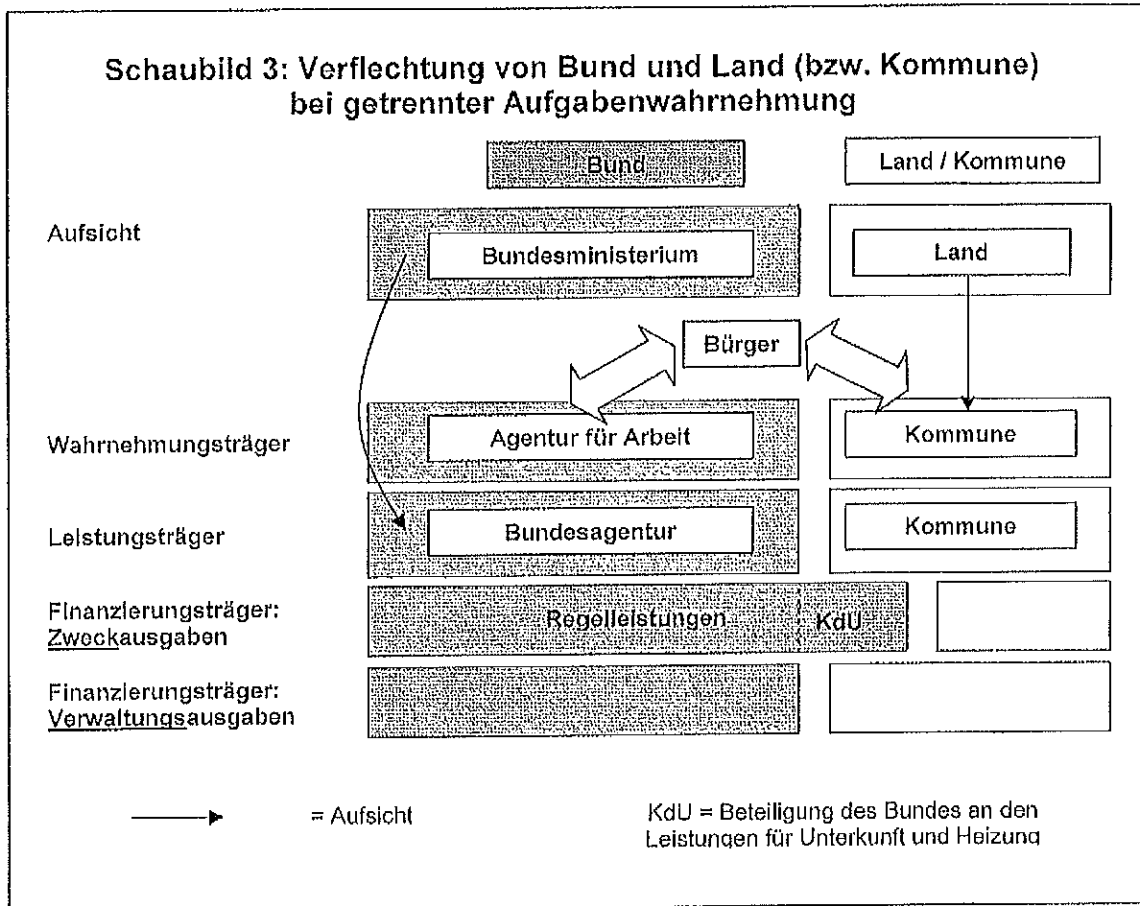 Schaubild 3: Verflechtung von Bund und Land (bzw. Kommune)
bei getrennter Aufgabenwahrnehmung
Bund
Land / Kommune
Aufsicht
Bundesministerium
Land
Bürger
Wahrnehmungsträger
Agentur für Arbeit
Kommune
Leistungsträger
Bundesagentur
Kommune
Finanzierungsträger:
Zweckausgaben
Regelleistungen
KdU
Finanzierungsträger:
Verwaltungsausgaben
= Aufsicht
KdU = Beteiligung des Bundes an den
Leistungen für Unterkunft und Heizung